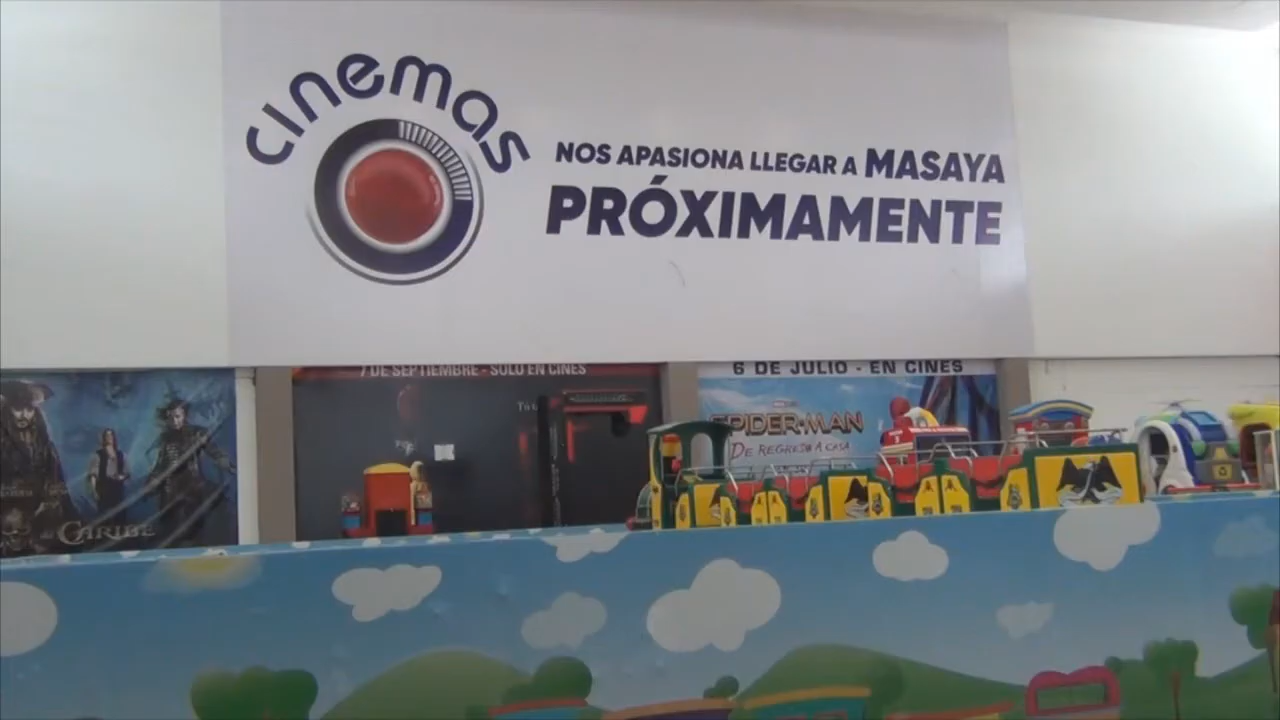 cinemas
NOS APASIONA LLEGAR A MASAYA
PRÓXIMAMENTE
7 DE SEPTIEMBRE - SOLO EN CINES
6 DE JULIO - EN CINES
SPIDER-MAN
DE REGRESO A CASA
CARIBE